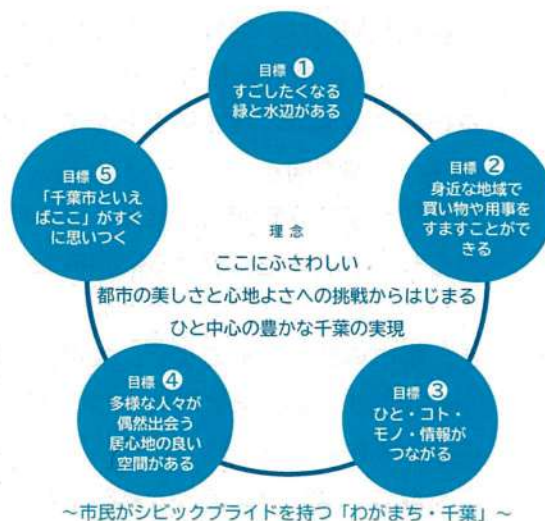 目標 ❶
すごしたくなる
緑と水辺がある
目標 ❷
身近な地域で
買い物や用事を
すますことがで
きる
目標 ❸
ひと・コト・
モノ・情報が
つながる
目標 ❹
多様な人々が
偶然出会う
居心地の良い
空間がある
目標 ❺
「千葉市といえ
ばここ」がすぐ
に思いつく
理 念
ここにふさわしい
都市の美しさと心地よさへの挑戦からはじまる
ひと中心の豊かな千葉の実現
～市民がシビックプライドを持つ「わがまち・千葉」～